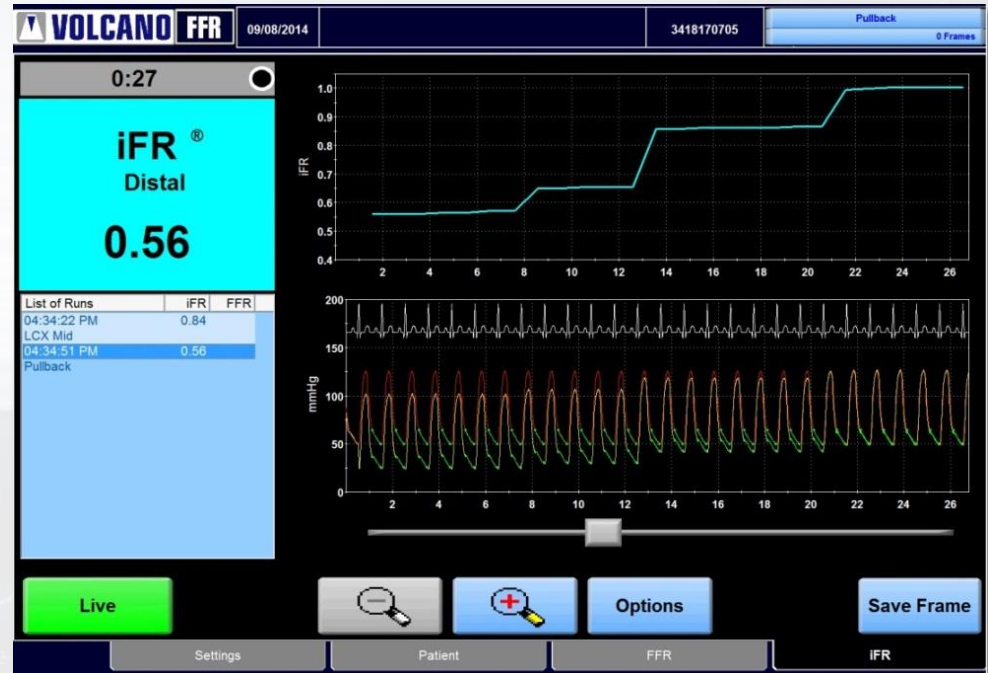 VOLCANO FFR 09/08/2014 3418170705 Pullback
0 Frames
0:27
iFR ®
Distal
0.56
List of Runs iFR FFR
04:34:22 PM 0.84
LCX Mid
04:34:51 PM 0.56
Pullback
iFR
1.0
0.9
0.8
0.7
0.6
0.5
0.4
2 4 6 8 10 12 14 16 18 20 22 24 26
mmHg
200
150
100
50
0
2 4 6 8 10 12 14 16 18 20 22 24 26
Live Options Save Frame
Settings Patient FFR iFR